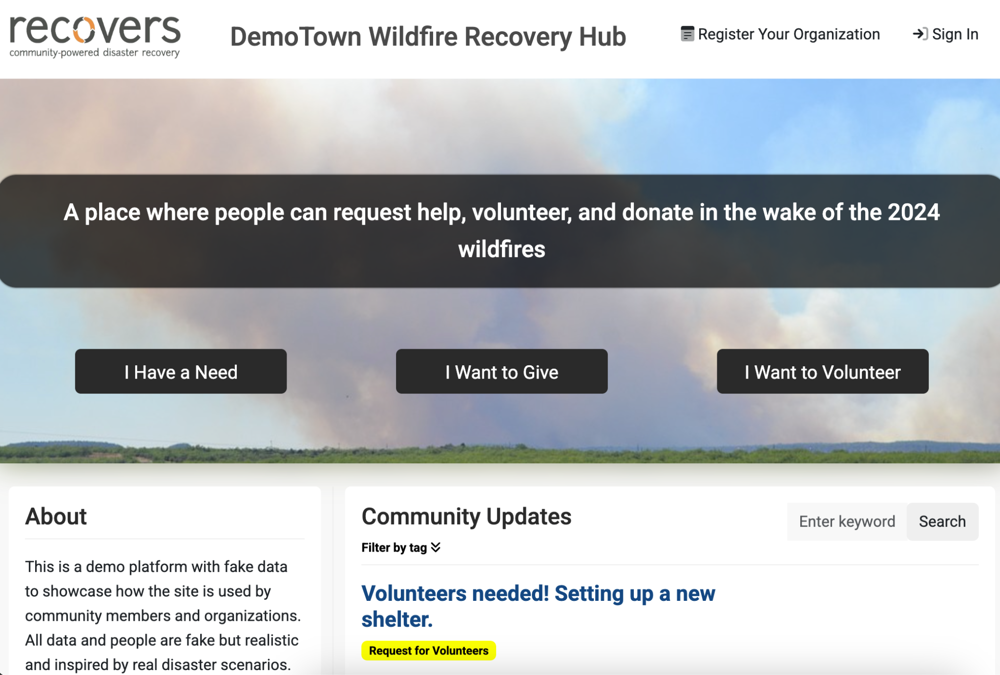 recovers
community-powered disaster recovery
DemoTown Wildfire Recovery Hub
Register Your Organization
Sign In
A place where people can request help, volunteer, and donate in the wake of the 2024
wildfires
I Have a Need
I Want to Give
I Want to Volunteer
About
This is a demo platform with fake data
to showcase how the site is used by
community members and organizations.
All data and people are fake but realistic
and inspired by real disaster scenarios.
Community Updates
Enter keyword
Search
Filter by tag
Volunteers needed! Setting up a new
shelter.
Request for Volunteers